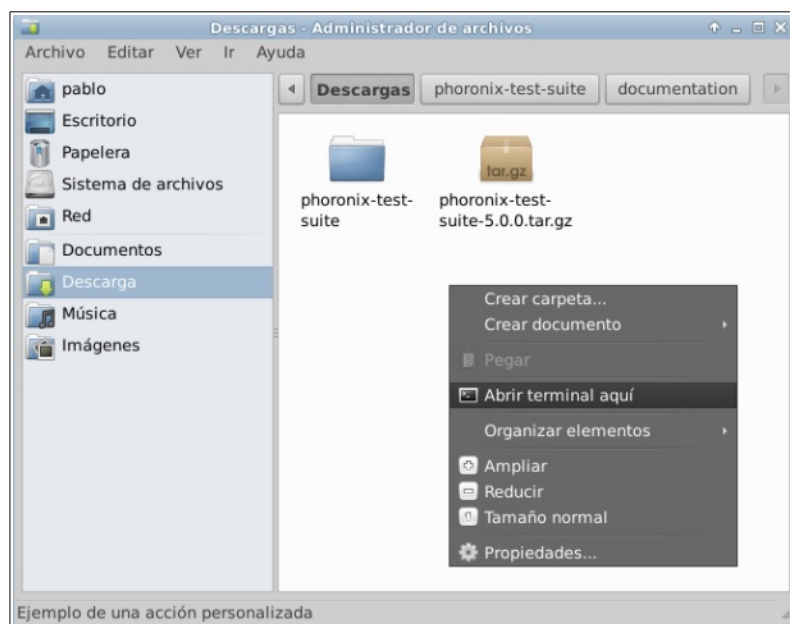 Descargas - Administrador de archivos
Archivo Editar Ver Ir Ayuda
pablo
Escritorio
Papelera
Sistema de archivos
Red
Documentos
Descarga
Música
Imágenes
Descargas phoronix-test-suite documentation
tar.gz
phoronix-test-
suite
phoronix-test-
suite-5.0.0.tar.gz
Crear carpeta...
Crear documento
Pegar
Abrir terminal aquí
Organizar elementos
Ampliar
Reducir
Tamaño normal
Propiedades...
Ejemplo de una acción personalizada